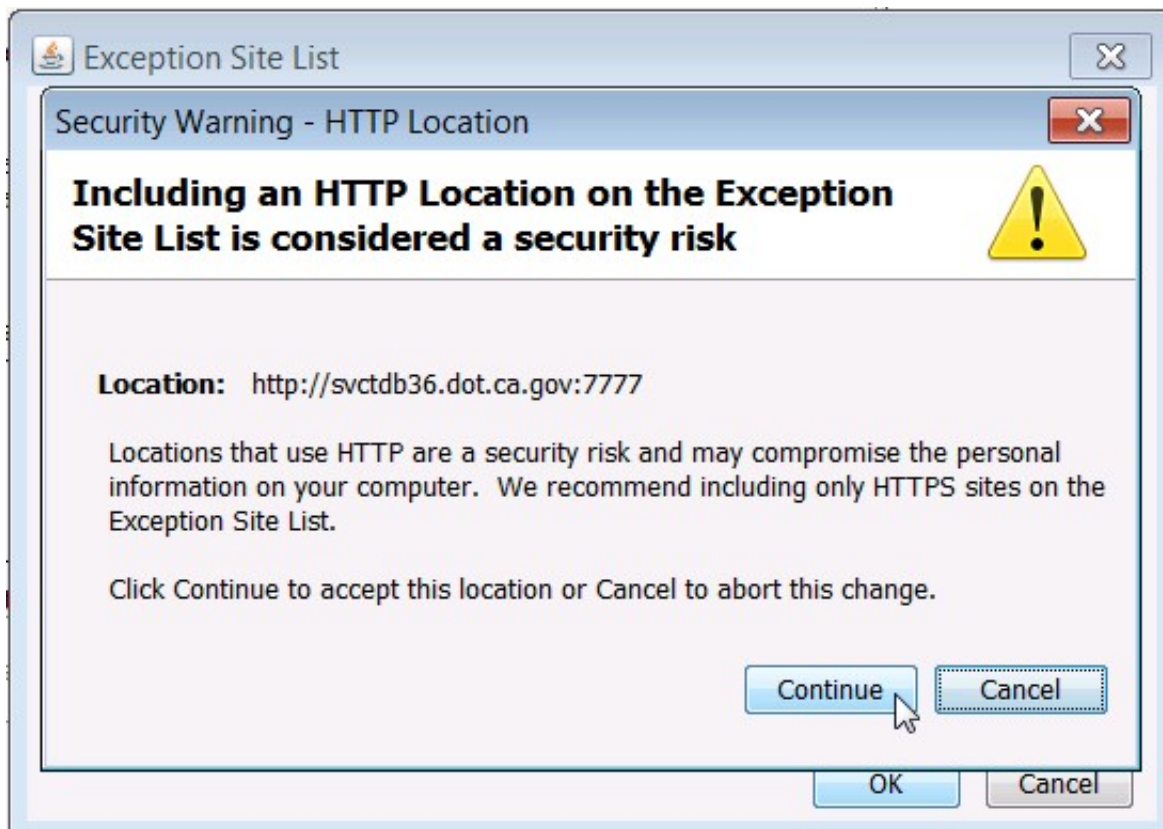 Exception Site List
Security Warning - HTTP Location
Including an HTTP Location on the Exception
Site List is considered a security risk
Location: http://svctdb36.dot.ca.gov:7777
Locations that use HTTP are a security risk and may compromise the personal
information on your computer. We recommend including only HTTPS sites on the
Exception Site List.
Click Continue to accept this location or Cancel to abort this change.
Continue Cancel
OK Cancel